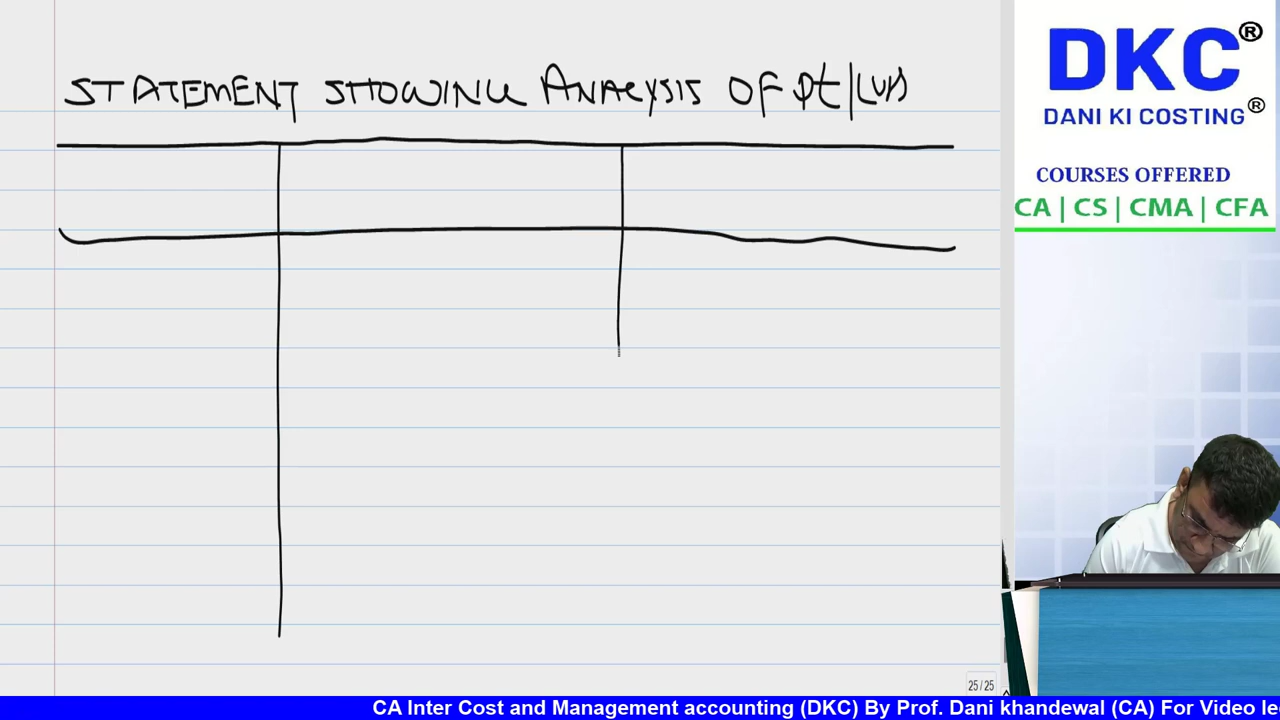 STATEMENT SHOWING ANALYSIS OF Pt/Lurs
DKC®
DANI KI COSTING®
COURSES OFFERED
CA | CS | CMA | CFA
25 / 25
CA Inter Cost and Management accounting (DKC) By Prof. Dani khandewal (CA) For Video le